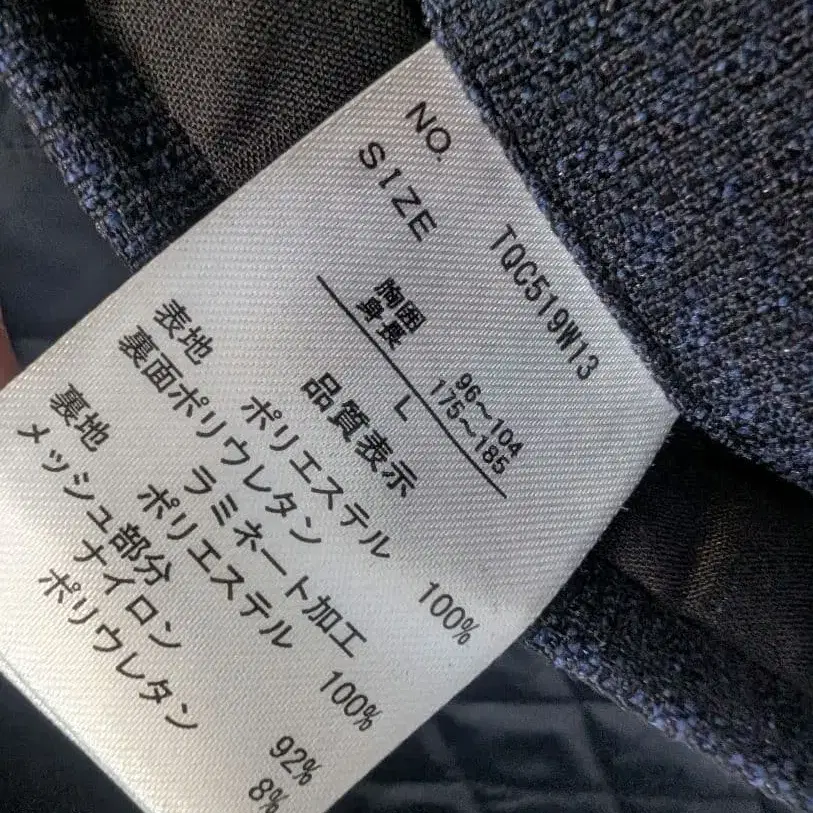 NO. TQC519W13
SIZE
胸囲 96~104
身長 175~185
L
品質表示
表地 ポリエステル 100%
裏面ポリウレタン
ラミネート加工
裏地 ポリエステル 100%
メッシュ部分
ナイロン 92%
ポリウレタン 8%